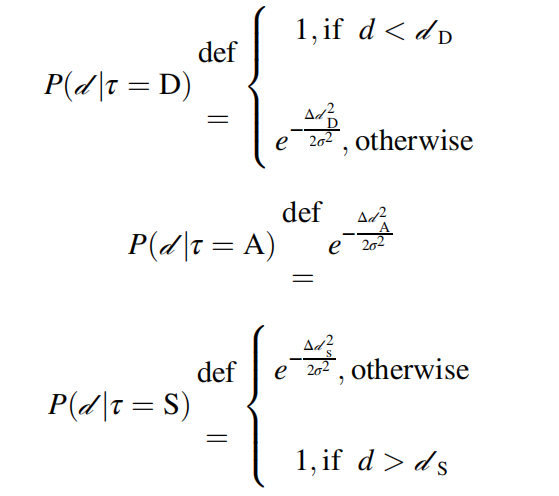 P(𝒹|τ = D) def= { 1, if d < 𝒹_D
e^{-Δ𝒹_D^2 / 2σ^2}, otherwise
P(𝒹|τ = A) def= e^{-Δ𝒹_A^2 / 2σ^2}
P(𝒹|τ = S) def= { e^{-Δ𝒹_s^2 / 2σ^2}, otherwise
1, if d > 𝒹_S